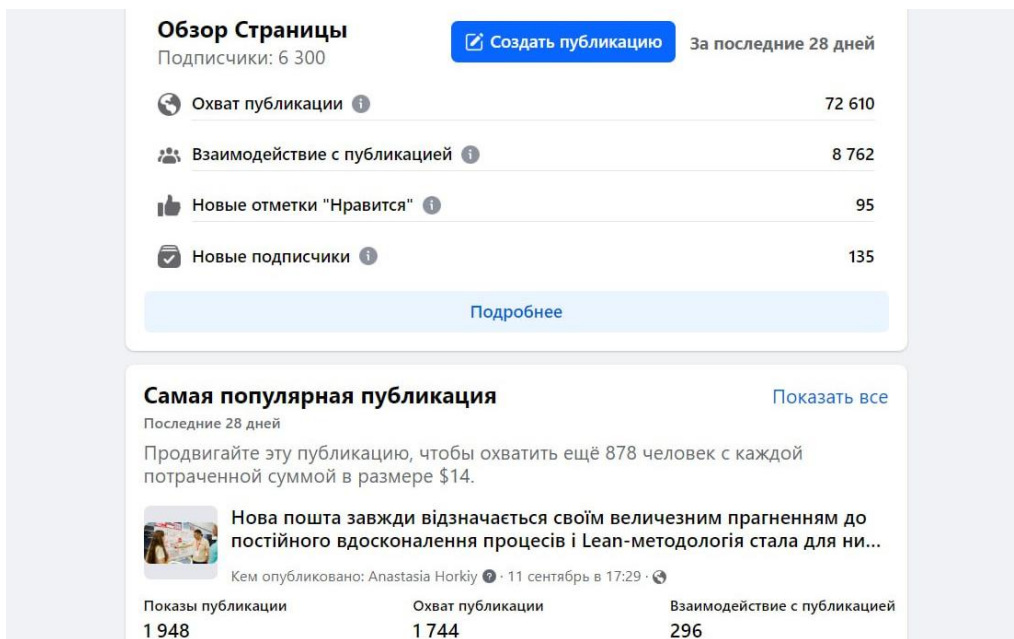 Обзор Страницы
Подписчики: 6 300
Создать публикацию
За последние 28 дней
Охват публикации
72 610
Взаимодействие с публикацией
8 762
Новые отметки "Нравится"
95
Новые подписчики
135
Подробнее
Самая популярная публикация
Показать все
Последние 28 дней
Продвигайте эту публикацию, чтобы охватить ещё 878 человек с каждой
потраченной суммой в размере $14.
Нова пошта завжди відзначається своїм величезним прагненням до
постійного вдосконалення процесів і Lean-методологія стала для ни...
Кем опубликовано: Anastasia Horkiy · 11 сентябрь в 17:29 ·
Показы публикации
1 948
Охват публикации
1 744
Взаимодействие с публикацией
296